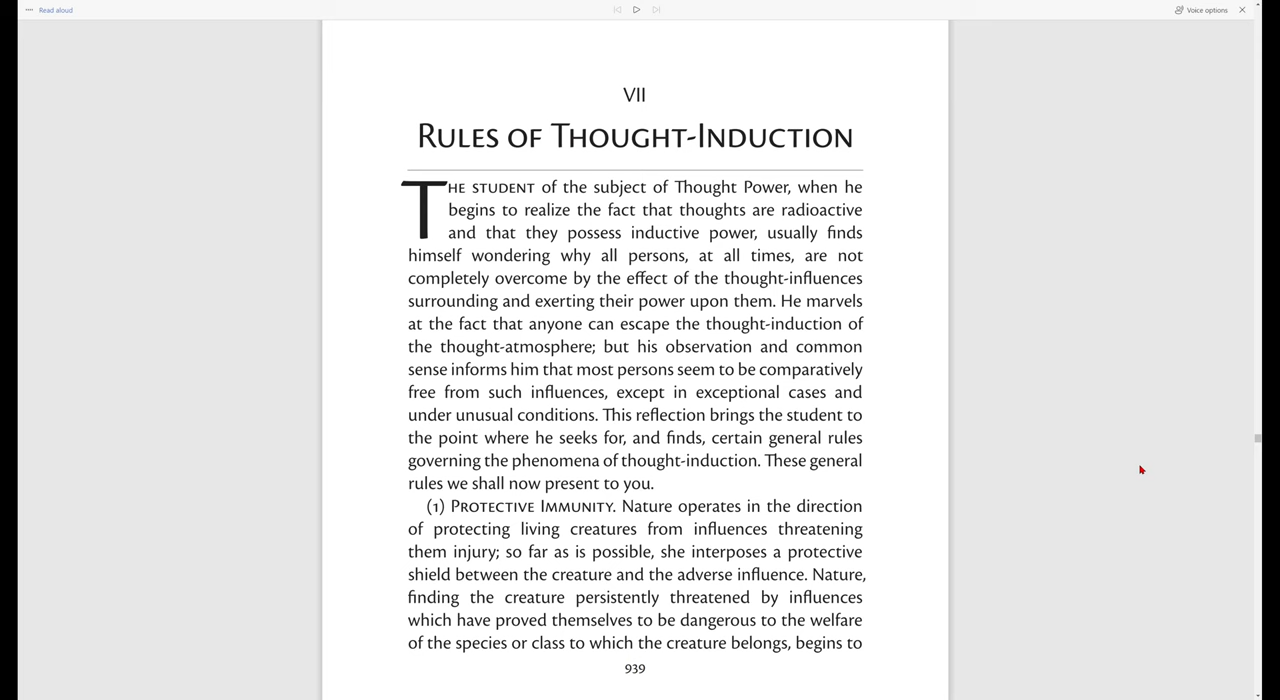 Read aloud
Voice options
VII
Rules of Thought-Induction
The student of the subject of Thought Power, when he
begins to realize the fact that thoughts are radioactive
and that they possess inductive power, usually finds
himself wondering why all persons, at all times, are not
completely overcome by the effect of the thought-influences
surrounding and exerting their power upon them. He marvels
at the fact that anyone can escape the thought-induction of
the thought-atmosphere; but his observation and common
sense informs him that most persons seem to be comparatively
free from such influences, except in exceptional cases and
under unusual conditions. This reflection brings the student to
the point where he seeks for, and finds, certain general rules
governing the phenomena of thought-induction. These general
rules we shall now present to you.
(1) Protective Immunity. Nature operates in the direction
of protecting living creatures from influences threatening
them injury; so far as is possible, she interposes a protective
shield between the creature and the adverse influence. Nature,
finding the creature persistently threatened by influences
which have proved themselves to be dangerous to the welfare
of the species or class to which the creature belongs, begins to
939